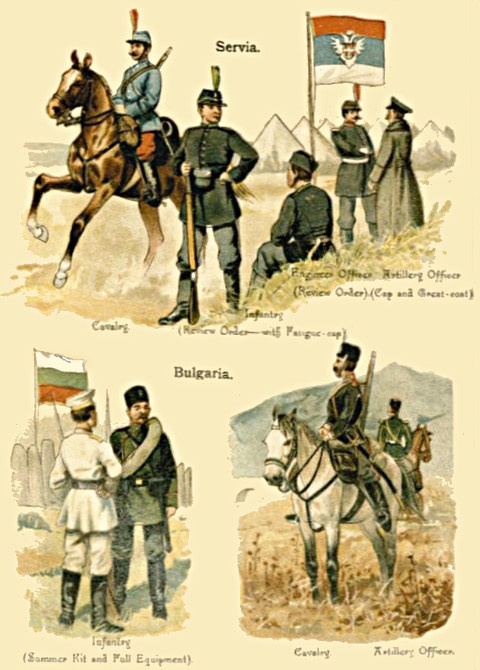 Servia.
Engineer Officer. Artillery Officer
(Review Order).(Cap and Great-coat)
Infantry
Cavalry.
(Review Order—with Fatigue-cap)
Bulgaria.
Infantry
(Summer Kit and Full Equipment).
Cavalry.
Artillery Officer.